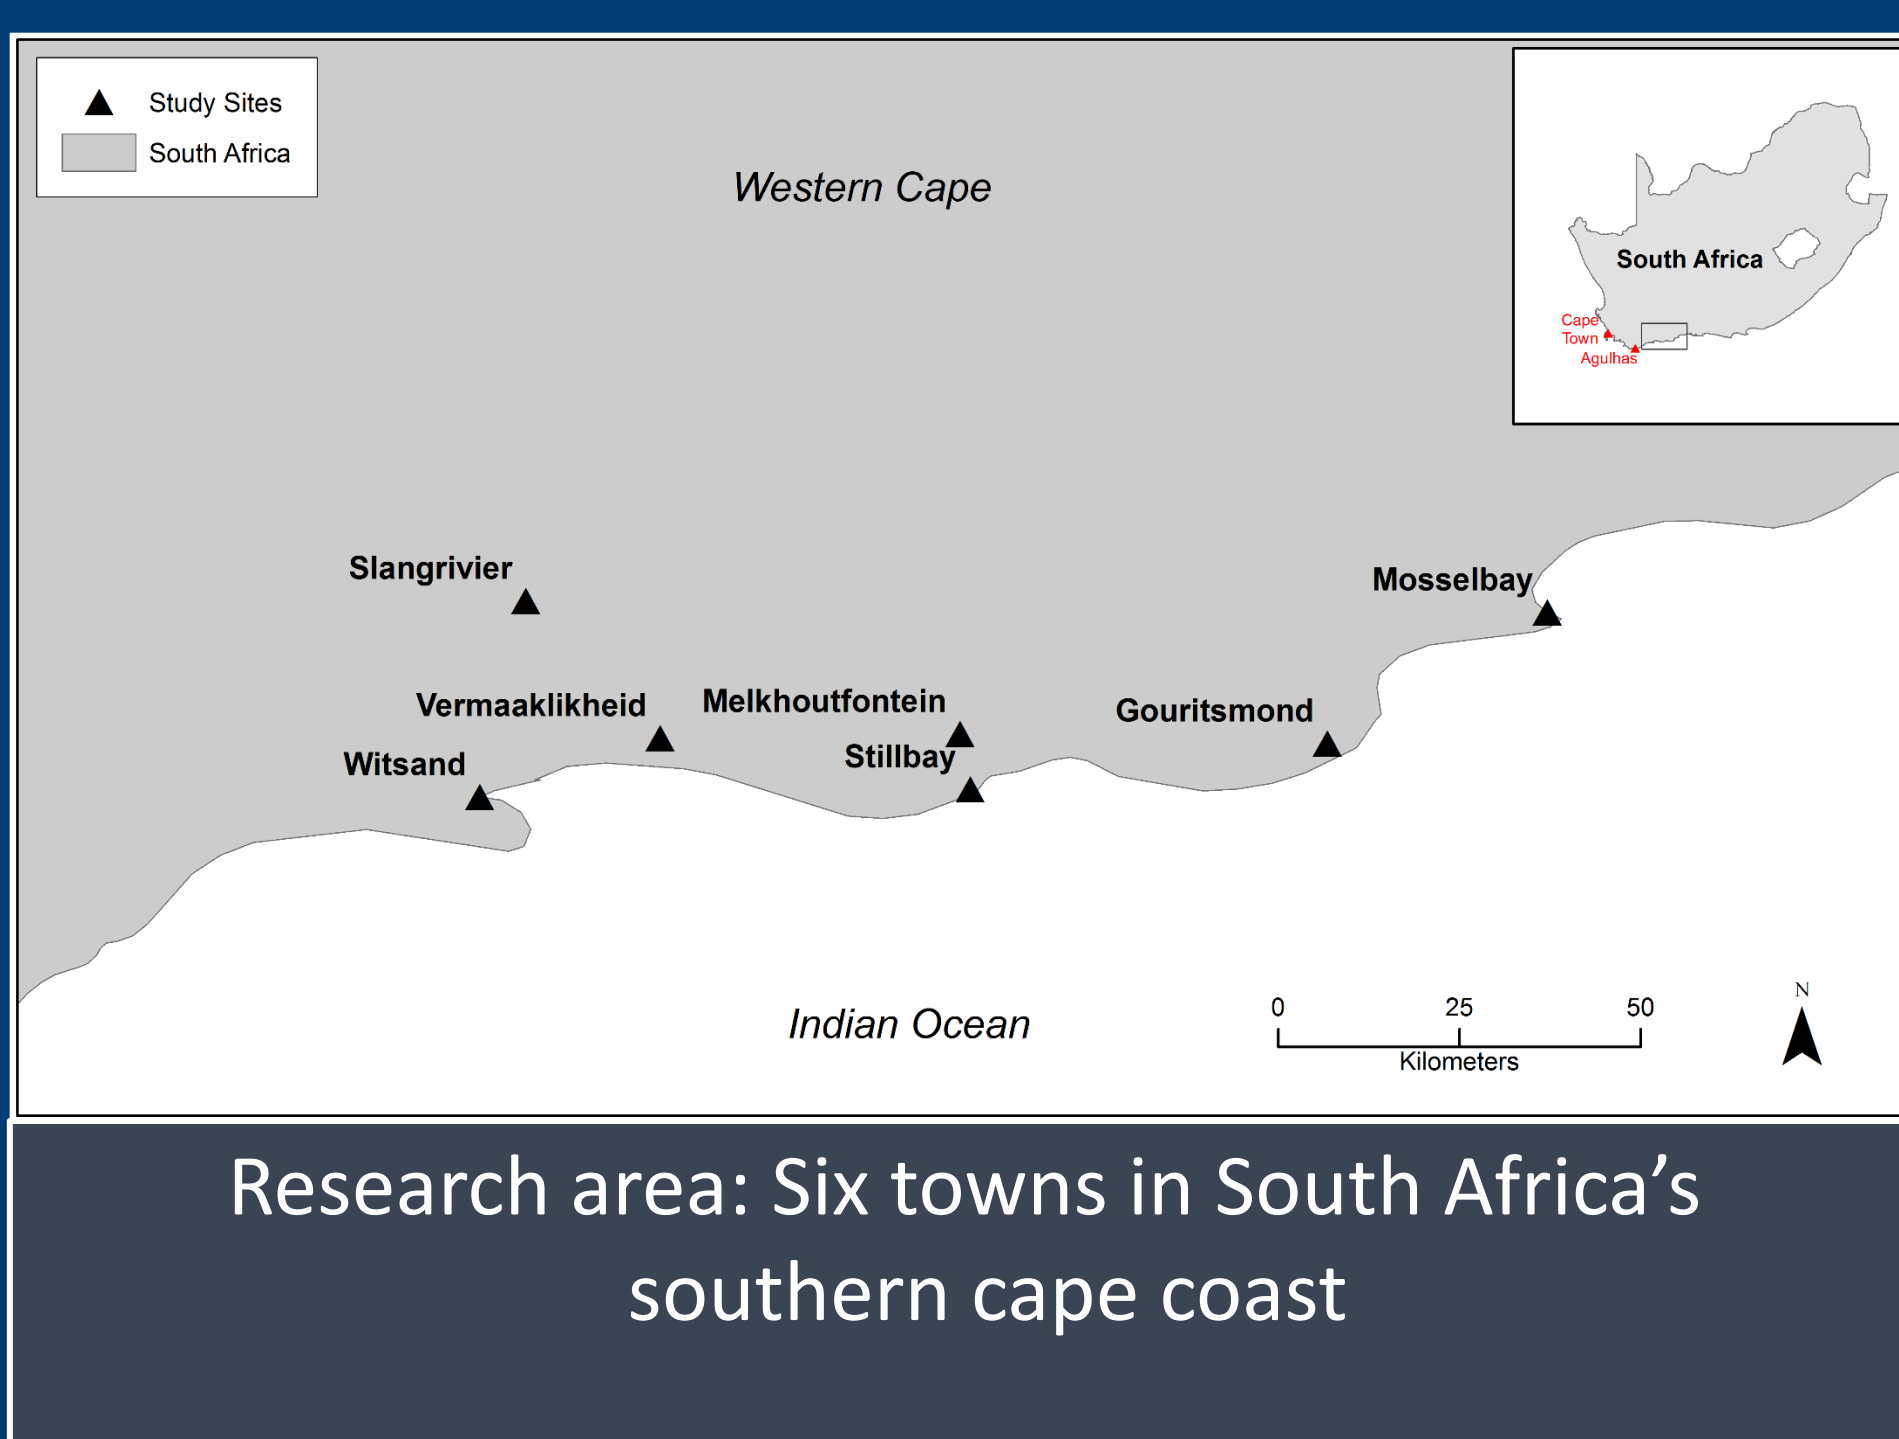 Study Sites
South Africa
Western Cape
South Africa
Cape
Town
Agulhas
Slangrivier
Mosselbay
Vermaaklikheid
Melkhoutfontein
Gouritsmond
Stillbay
Witsand
Indian Ocean
0 25 50
Kilometers
N
Research area: Six towns in South Africa’s
southern cape coast